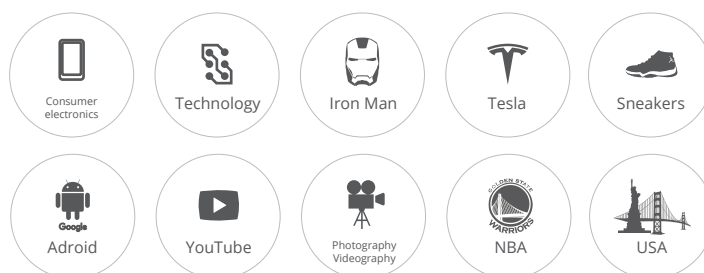 Consumer
electronics
Technology
Iron Man
Tesla
Sneakers
Google
Adroid
YouTube
Photography
Videography
GOLDEN STATE
WARRIORS
NBA
USA